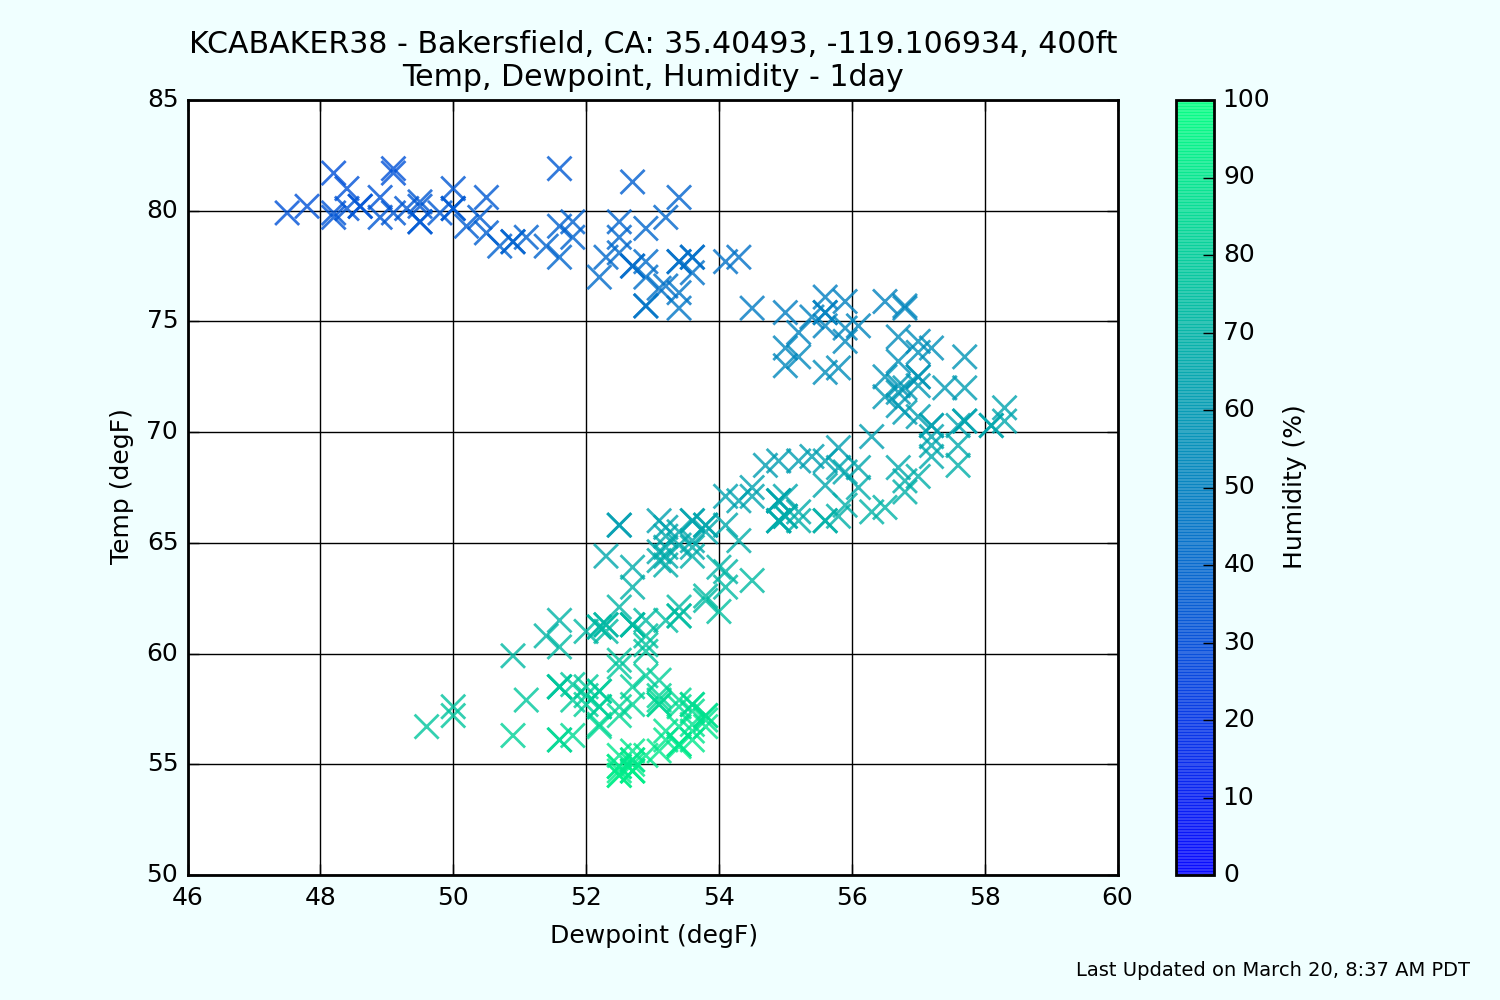 KCABAKER38 - Bakersfield, CA: 35.40493, -119.106934, 400ft
Temp, Dewpoint, Humidity - 1day
85
80
75
70
65
60
55
50
Temp (degF)
46 48 50 52 54 56 58 60
Dewpoint (degF)
100
90
80
70
60
50
40
30
20
10
0
Humidity (%)
Last Updated on March 20, 8:37 AM PDT